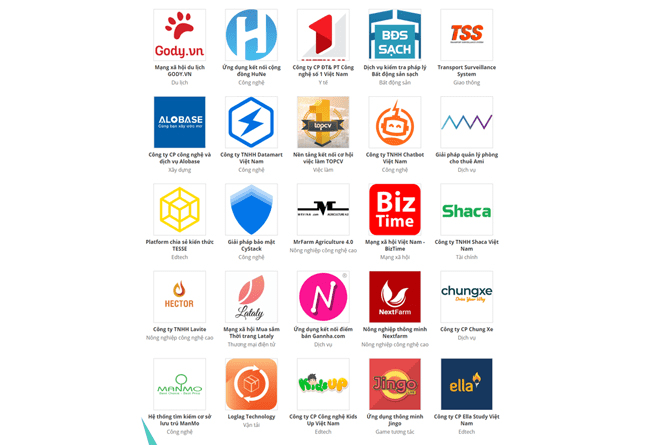 Gody.vn
VIETNAM
BĐS
SẠCH
TSS
TRANSPORT SURVEILLANCE SYSTEM
Mạng xã hội du lịch
GODY.VN
Du lịch
Ứng dụng kết nối cộng
đồng HuNe
Công nghệ
Công ty CP ĐT& PT Công
nghệ số 1 Việt Nam
Y tế
Dịch vụ kiểm tra pháp lý
Bất động sản sạch
Bất động sản
Transport Surveillance
System
Giao thông
ALOBASE
topcv
Công ty CP công nghệ và
dịch vụ Alobase
Xây dựng
Công ty TNHH Datamart
Việt Nam
Công nghệ
Nền tảng kết nối cơ hội
việc làm TOPCV
Việc làm
Công ty TNHH Chatbot
Việt Nam
Công nghệ
Giải pháp quản lý phòng
cho thuê Ami
Dịch vụ
Biz
Time
Shaca
Platform chia sẻ kiến thức
TESSE
Edtech
Giải pháp bảo mật
CyStack
Công nghệ
MrFarm Agriculture 4.0
Nông nghiệp công nghệ cao
Mạng xã hội Việt Nam -
BizTime
Mạng xã hội
Công ty TNHH Shaca Việt
Nam
Tài chính
HECTOR
Lataly
N
NextFarm
chungxe
Công ty TNHH Lavite
Nông nghiệp công nghệ cao
Mạng xã hội Mua sắm
Thời trang Lataly
Thương mại điện tử
Ứng dụng kết nối điểm
bán Gannha.com
Dịch vụ
Nông nghiệp thông minh
Nextfarm
Nông nghiệp công nghệ cao
Công ty CP Chung Xe
Dịch vụ
MANMO
KidsUP
Jingo
ella
Hệ thống tìm kiếm cơ sở
lưu trú ManMo
Công nghệ
Loglag Technology
Vận tải
Công ty CP Công nghệ Kids
Up Việt Nam
Edtech
Ứng dụng thông minh
Jingo
Game tương tác
Công ty CP Ella Study Việt
Nam
Edtech